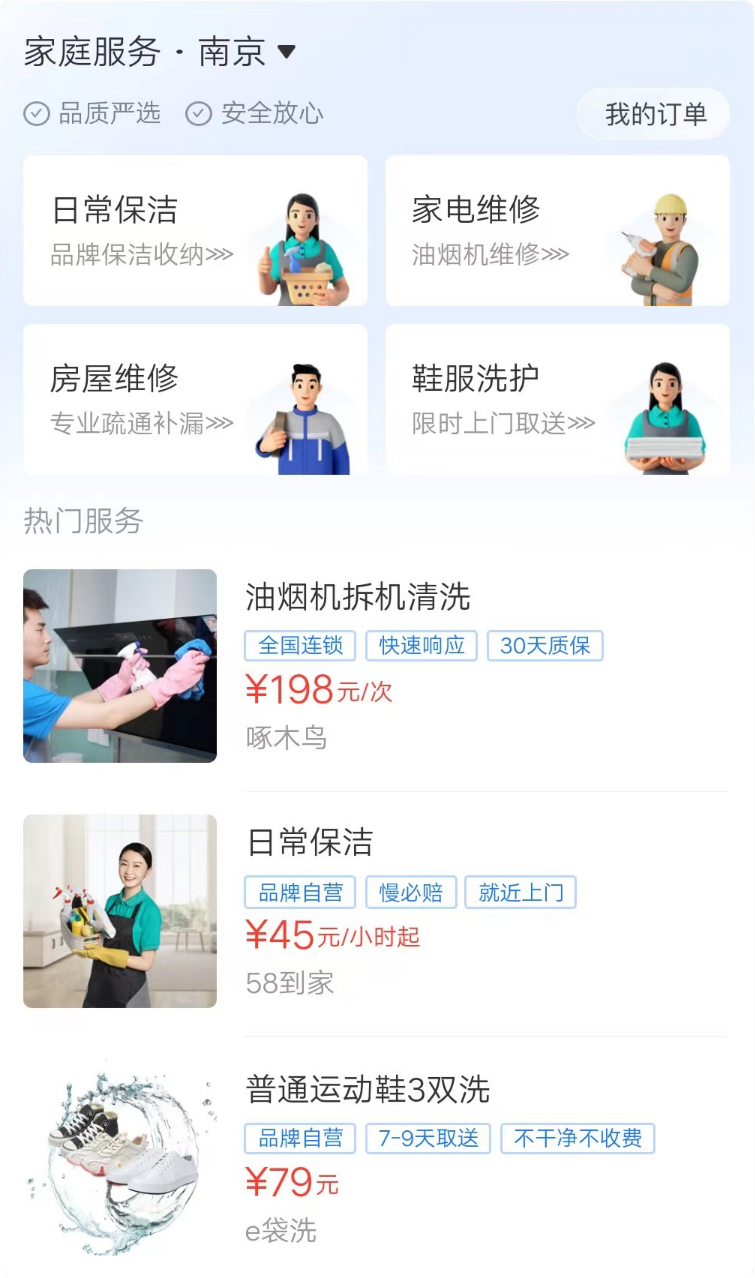 家庭服务·南京
品质严选 安全放心 我的订单
日常保洁
品牌保洁收纳>>>
家电维修
油烟机维修>>>
房屋维修
专业疏通补漏>>>
鞋服洗护
限时上门取送>>>
热门服务
油烟机拆机清洗
全国连锁 快速响应 30天质保
¥198元/次
啄木鸟
日常保洁
品牌自营 慢必赔 就近上门
¥45元/小时起
58到家
普通运动鞋3双洗
品牌自营 7-9天取送 不干净不收费
¥79元
e袋洗